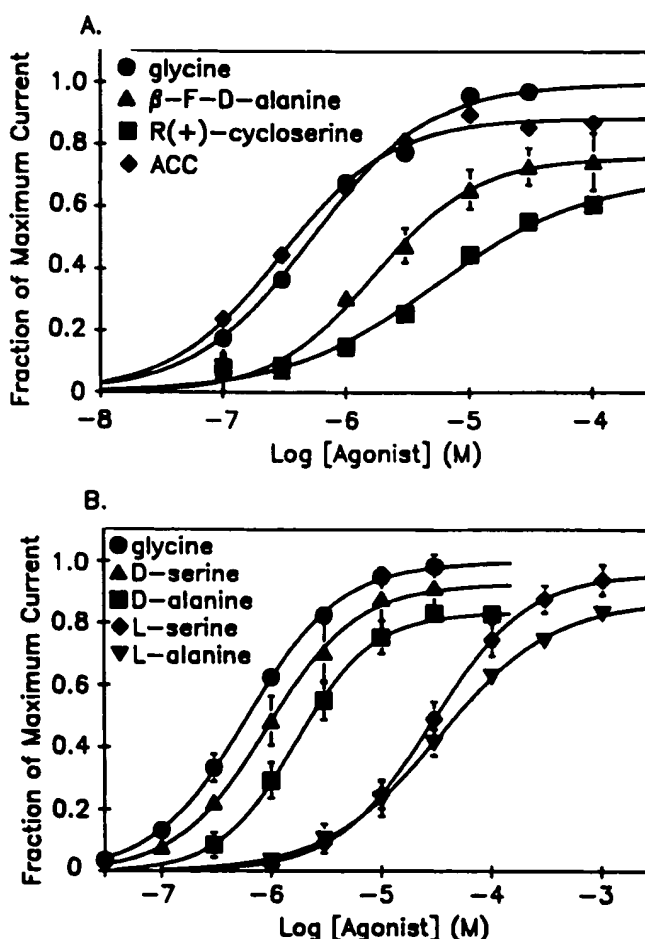 A.
glycine
β-F-D-alanine
R(+)-cycloserine
ACC
Fraction of Maximum Current
1.0
0.8
0.6
0.4
0.2
0
-8
-7
-6
-5
-4
Log [Agonist] (M)
B.
glycine
D-serine
D-alanine
L-serine
L-alanine
Fraction of Maximum Current
1.0
0.8
0.6
0.4
0.2
0
-7
-6
-5
-4
-3
Log [Agonist] (M)